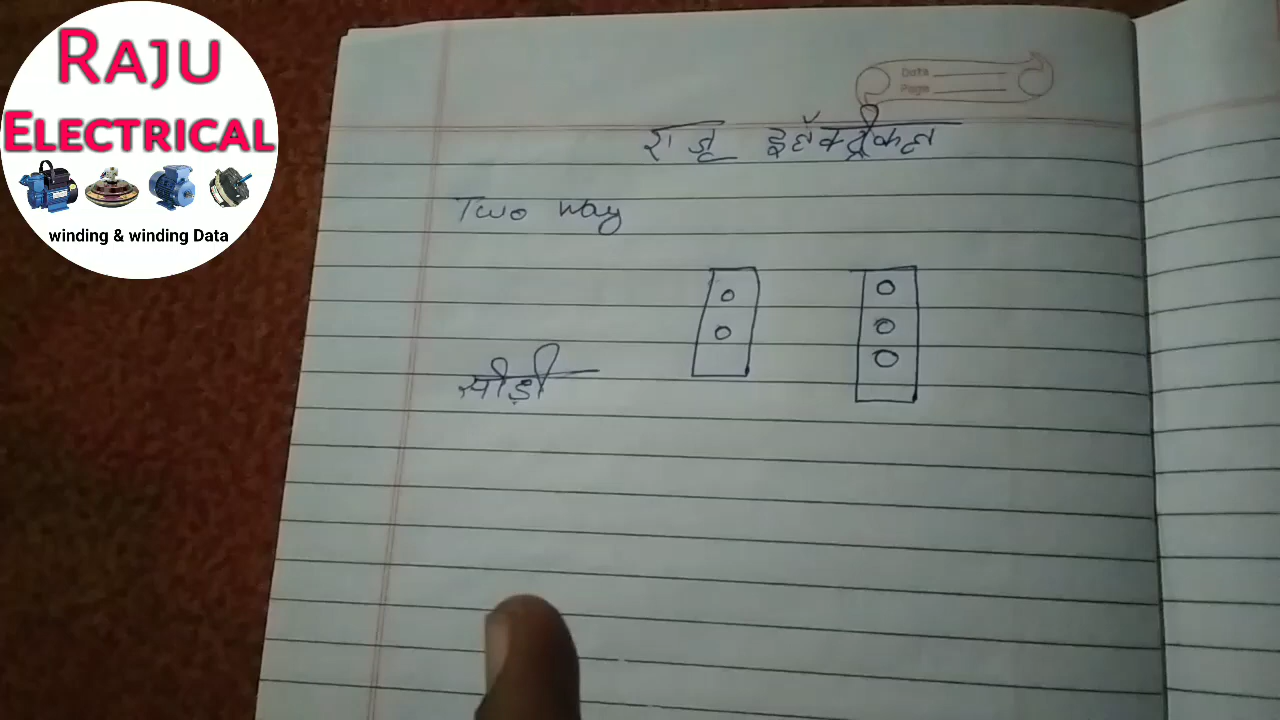 RAJU
ELECTRICAL
winding & winding Data
Date
Page
राजू इलेक्ट्रीकल
Two way
सीड़ी